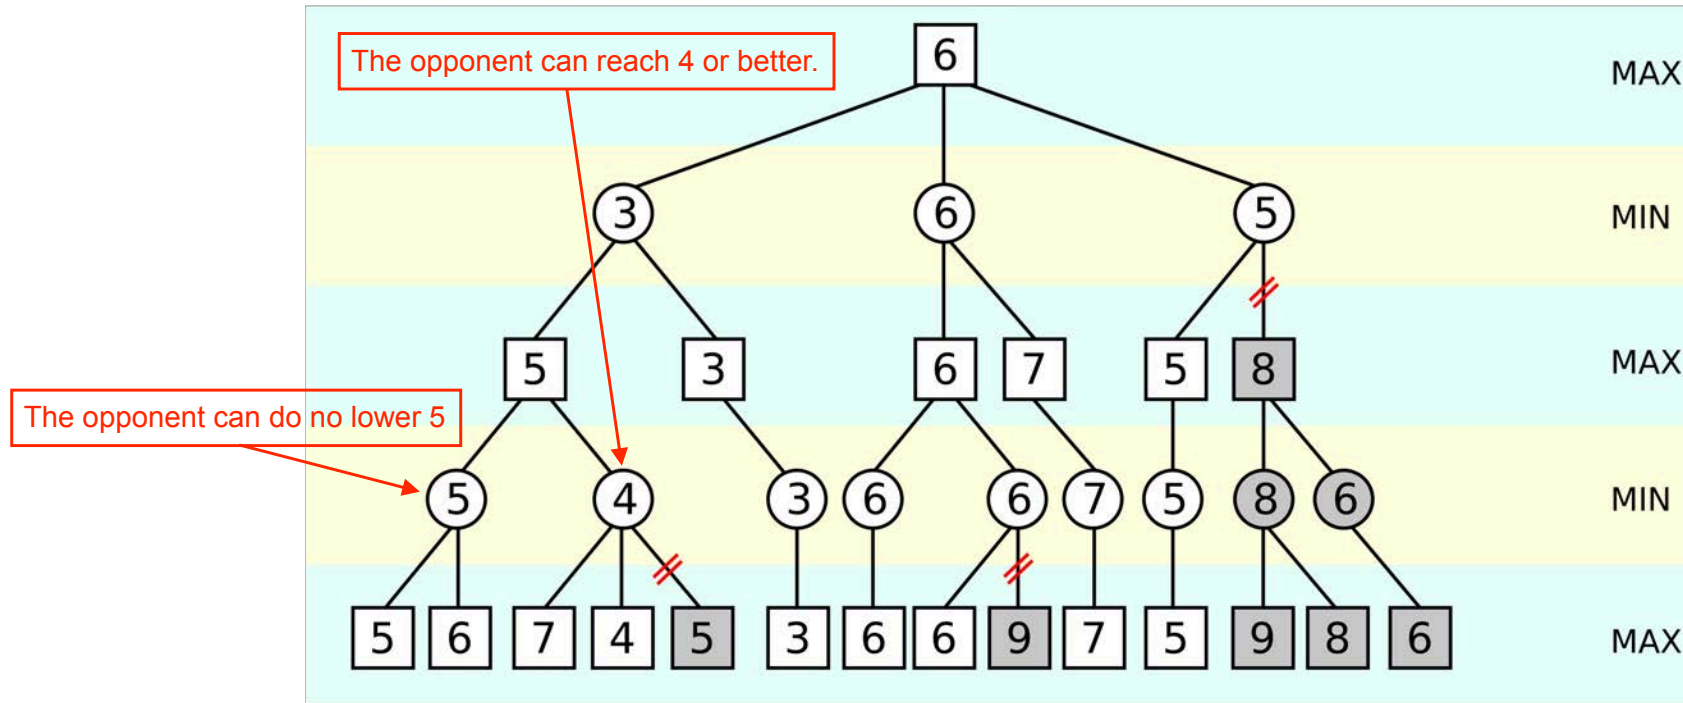 The opponent can reach 4 or better.
6
MAX
3 6 5
MIN
5 3 6 7 5 8
MAX
The opponent can do no lower 5
5 4 3 6 6 7 5 8 6
MIN
5 6 7 4 5 3 6 6 9 7 5 9 8 6
MAX